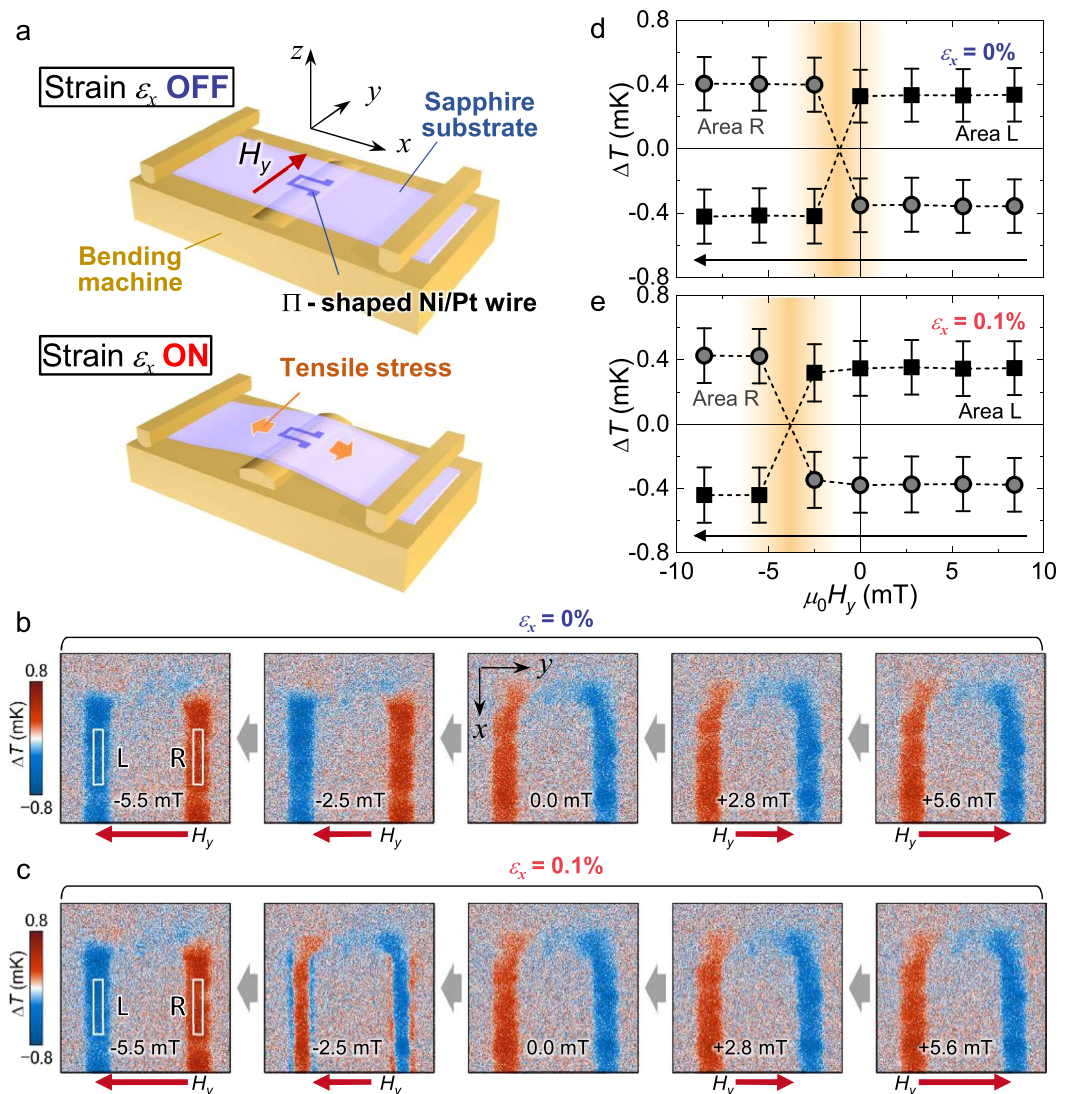 a
Strain εx OFF
z
y
x
Hy
Sapphire
substrate
Bending
machine
Π - shaped Ni/Pt wire
Strain εx ON
Tensile stress
d
0.8
0.4
0.0
-0.4
-0.8
ΔT (mK)
εx = 0%
Area R
Area L
e
0.8
0.4
0.0
-0.4
-0.8
ΔT (mK)
εx = 0.1%
Area R
Area L
-10
-5
0
5
10
μ0Hy (mT)
b
εx = 0%
0.8
ΔT (mK)
−0.8
L
R
-5.5 mT
-2.5 mT
y
x
0.0 mT
+2.8 mT
+5.6 mT
Hy
Hy
Hy
Hy
c
εx = 0.1%
0.8
ΔT (mK)
−0.8
L
R
-5.5 mT
-2.5 mT
0.0 mT
+2.8 mT
+5.6 mT
Hy
Hy
Hy
Hy